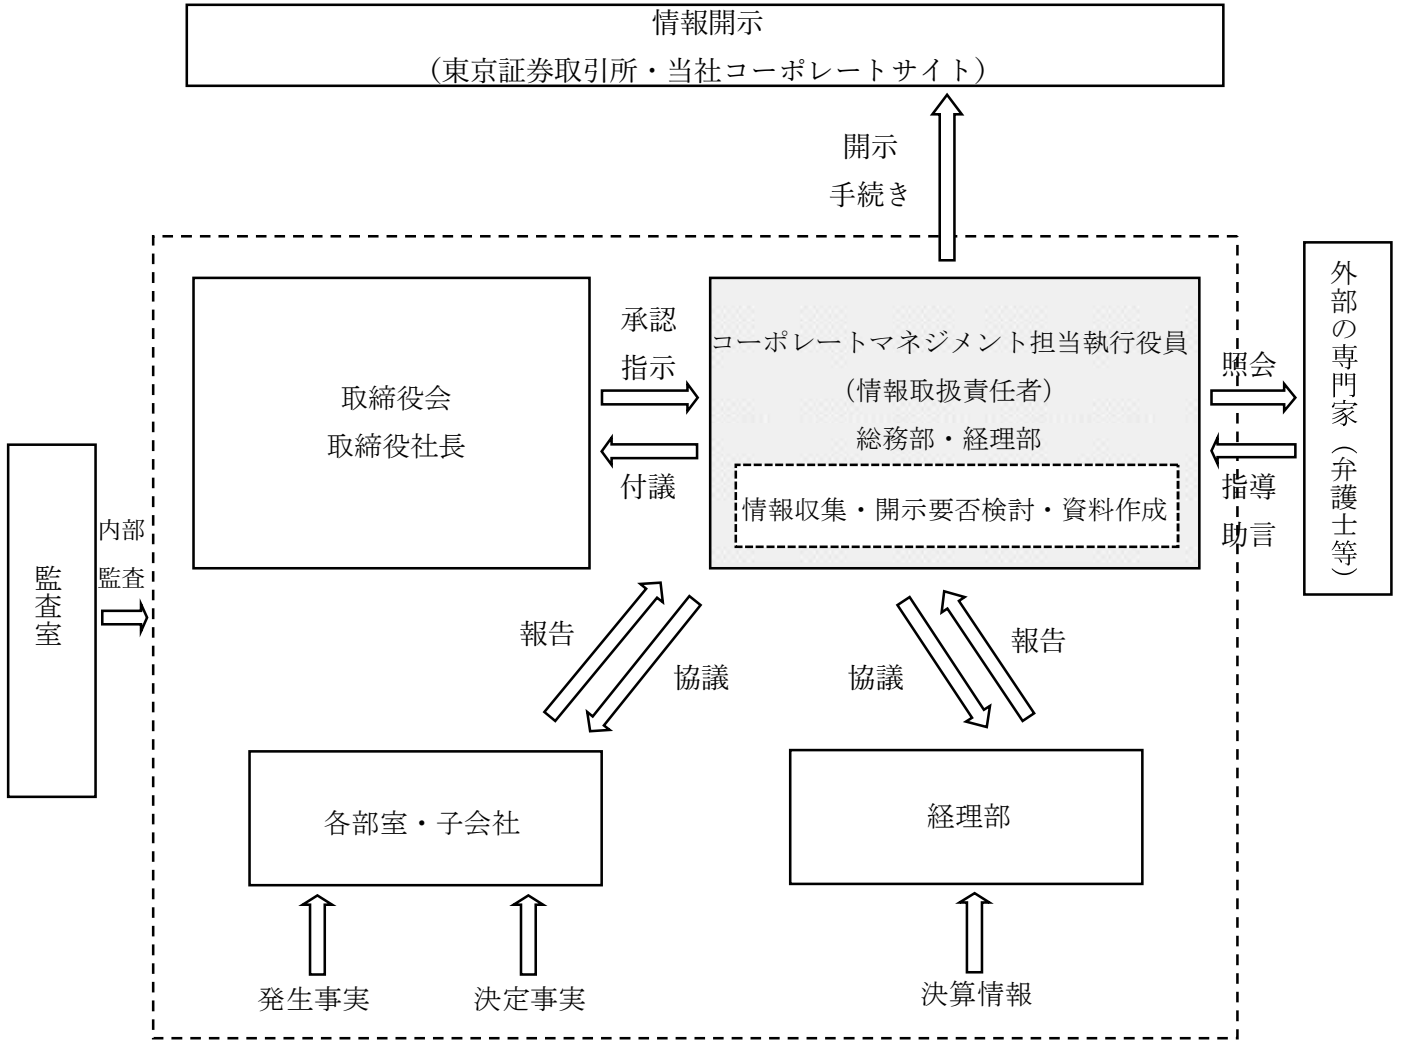 情報開示
（東京証券取引所・当社コーポレートサイト）
開示
手続き
取締役会
取締役社長
承認
指示
付議
コーポレートマネジメント担当執行役員
（情報取扱責任者）
総務部・経理部
情報収集・開示要否検討・資料作成
照会
指導
助言
外部の専門家（弁護士等）
監査室
内部
監査
報告
協議
協議
報告
各部室・子会社
経理部
発生事実
決定事実
決算情報